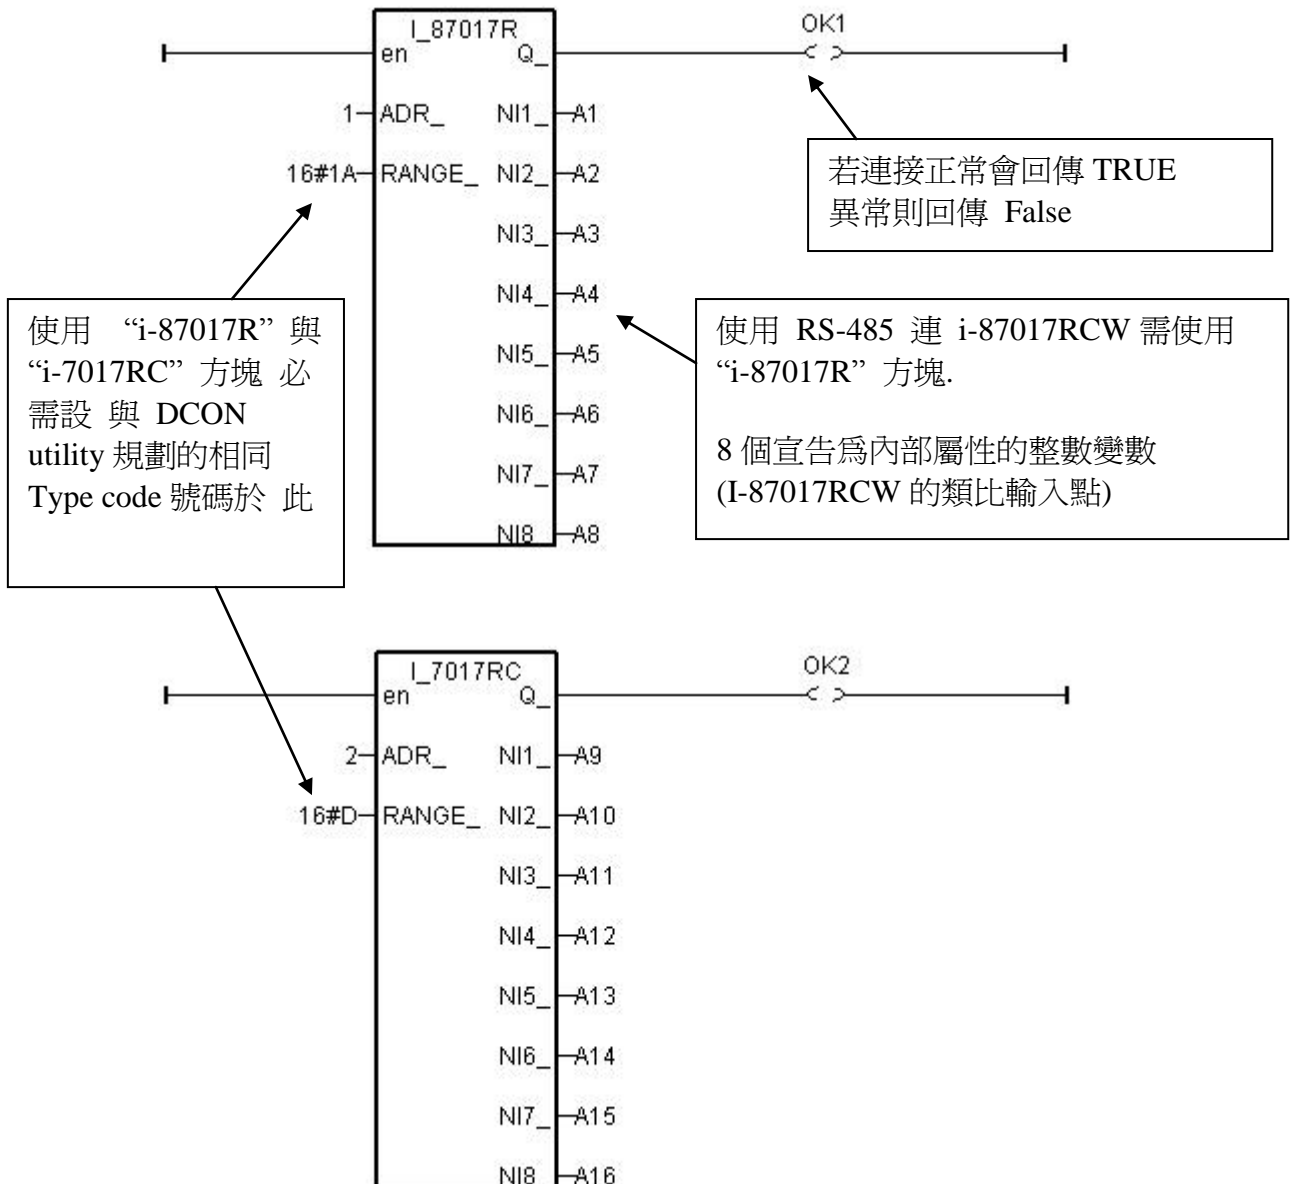 I_87017R
OK1
en Q_
1 ADR_ NI1_ A1
16#1A RANGE_ NI2_ A2
NI3_ A3
NI4_ A4
NI5_ A5
NI6_ A6
NI7_ A7
NI8_ A8
若連接正常會回傳 TRUE
異常則回傳 False
使用 “i-87017R” 與
“i-7017RC” 方塊 必
需設 與 DCON
utility 規劃的相同
Type code 號碼於 此
使用 RS-485 連 i-87017RCW 需使用
“i-87017R” 方塊.
8 個宣告爲內部屬性的整數變數
(I-87017RCW 的類比輸入點)
I_7017RC
OK2
en Q_
2 ADR_ NI1_ A9
16#D RANGE_ NI2_ A10
NI3_ A11
NI4_ A12
NI5_ A13
NI6_ A14
NI7_ A15
NI8 A16